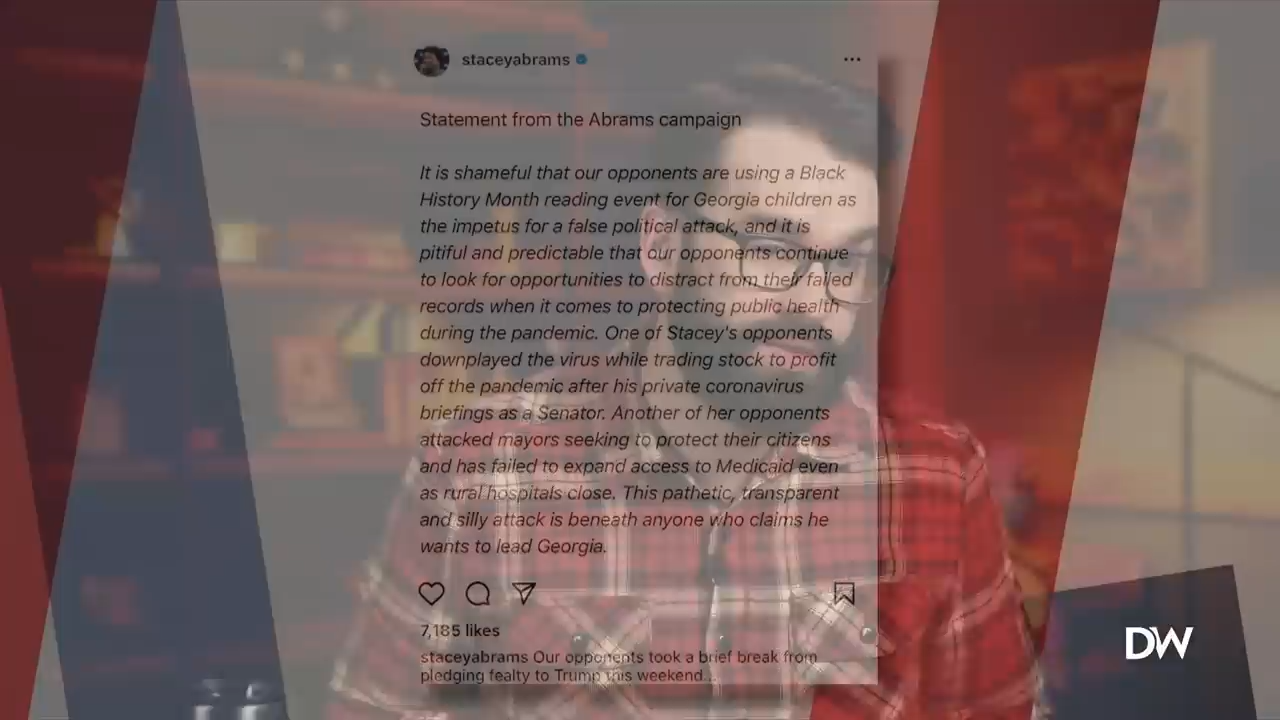 staceyabrams
Statement from the Abrams campaign
It is shameful that our opponents are using a Black
History Month reading event for Georgia children as
the impetus for a false political attack, and it is
pitiful and predictable that our opponents continue
to look for opportunities to distract from their failed
records when it comes to protecting public health
during the pandemic. One of Stacey's opponents
downplayed the virus while trading stock to profit
off the pandemic after his private coronavirus
briefings as a Senator. Another of her opponents
attacked mayors seeking to protect their citizens
and has failed to expand access to Medicaid even
as rural hospitals close. This pathetic, transparent
and silly attack is beneath anyone who claims he
wants to lead Georgia.
7,185 likes
staceyabrams Our opponents took a brief break from
pledging fealty to Trump this weekend...
DW